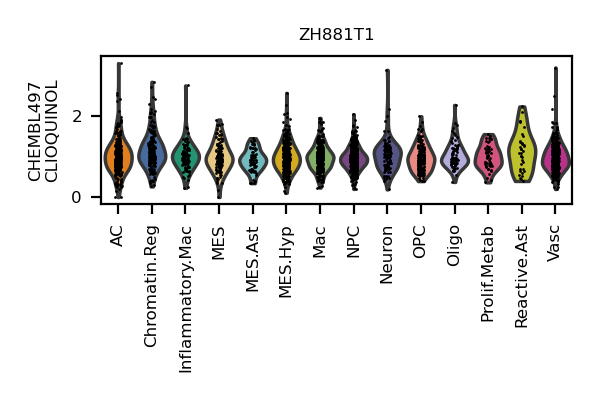 ZH881T1
CHEMBL497
CLIOQUINOL
2
0
AC
Chromatin.Reg
Inflammatory.Mac
MES
MES.Ast
MES.Hyp
Mac
NPC
Neuron
OPC
Oligo
Prolif.Metab
Reactive.Ast
Vasc